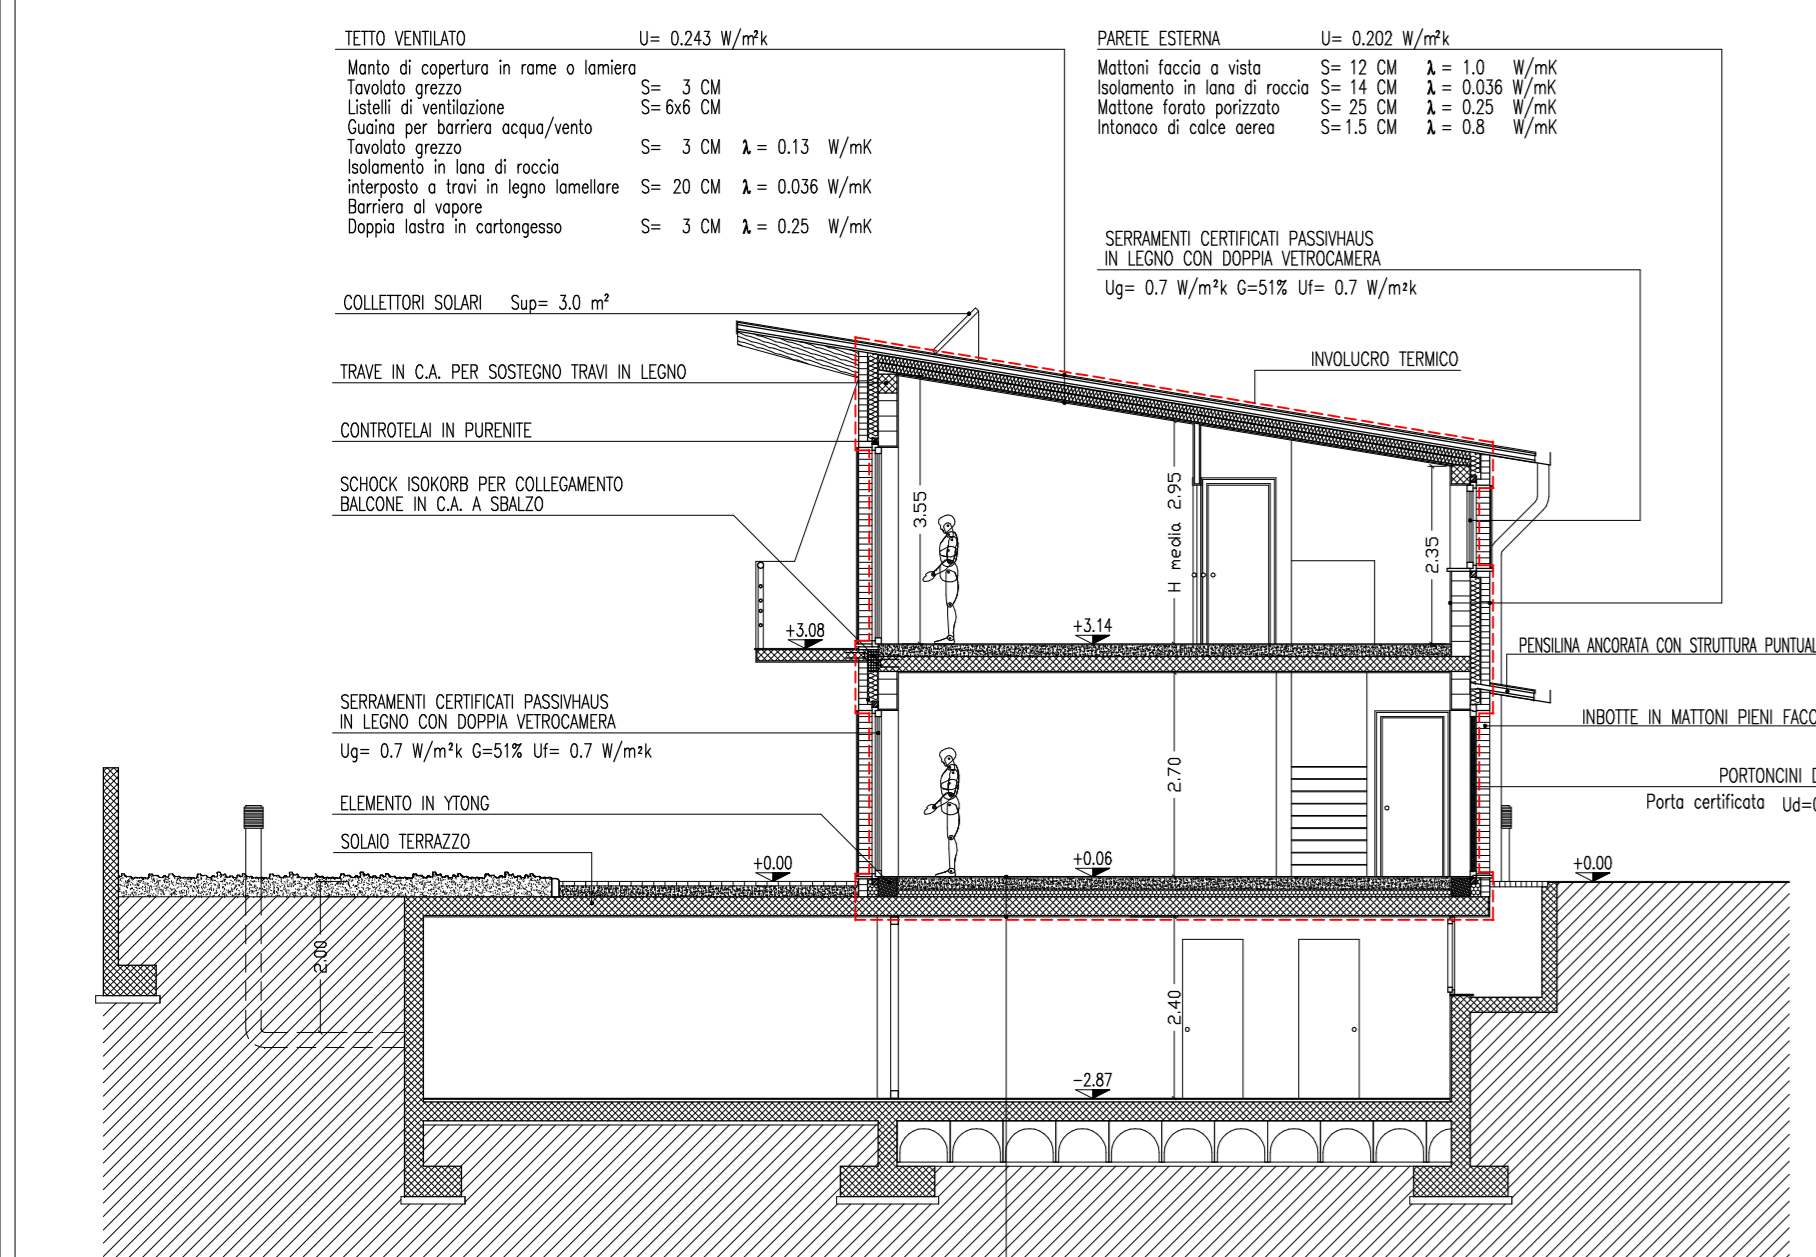 TETTO VENTILATO U= 0.243 W/m²k
Manto di copertura in rame o lamiera
Tavolato grezzo S= 3 CM
Listelli di ventilazione S= 6x6 CM
Guaina per barriera acqua/vento
Tavolato grezzo S= 3 CM λ = 0.13 W/mK
Isolamento in lana di roccia
interposto a travi in legno lamellare S= 20 CM λ = 0.036 W/mK
Barriera al vapore
Doppia lastra in cartongesso S= 3 CM λ = 0.25 W/mK
PARETE ESTERNA U= 0.202 W/m²k
Mattoni faccia a vista S= 12 CM λ = 1.0 W/mK
Isolamento in lana di roccia S= 14 CM λ = 0.036 W/mK
Mattone forato porizzato S= 25 CM λ = 0.25 W/mK
Intonaco di calce aerea S= 1.5 CM λ = 0.8 W/mK
SERRAMENTI CERTIFICATI PASSIVHAUS
IN LEGNO CON DOPPIA VETROCAMERA
Ug= 0.7 W/m²k G=51% Uf= 0.7 W/m²k
COLLETTORI SOLARI Sup= 3.0 m²
INVOLUCRO TERMICO
TRAVE IN C.A. PER SOSTEGNO TRAVI IN LEGNO
CONTROTELAI IN PURENITE
SCHOCK ISOKORB PER COLLEGAMENTO
BALCONE IN C.A. A SBALZO
3.55
H media 2.95
2.35
+3.08
+3.14
PENSILINA ANCORATA CON STRUTTURA PUNTUAL
SERRAMENTI CERTIFICATI PASSIVHAUS
IN LEGNO CON DOPPIA VETROCAMERA
Ug= 0.7 W/m²k G=51% Uf= 0.7 W/m²k
INBOTTE IN MATTONI PIENI FACC
2.70
PORTONCINI D
Porta certificata Ud=0
ELEMENTO IN YTONG
SOLAIO TERRAZZO
+0.00
+0.06
+0.00
2.00
2.40
-2.87